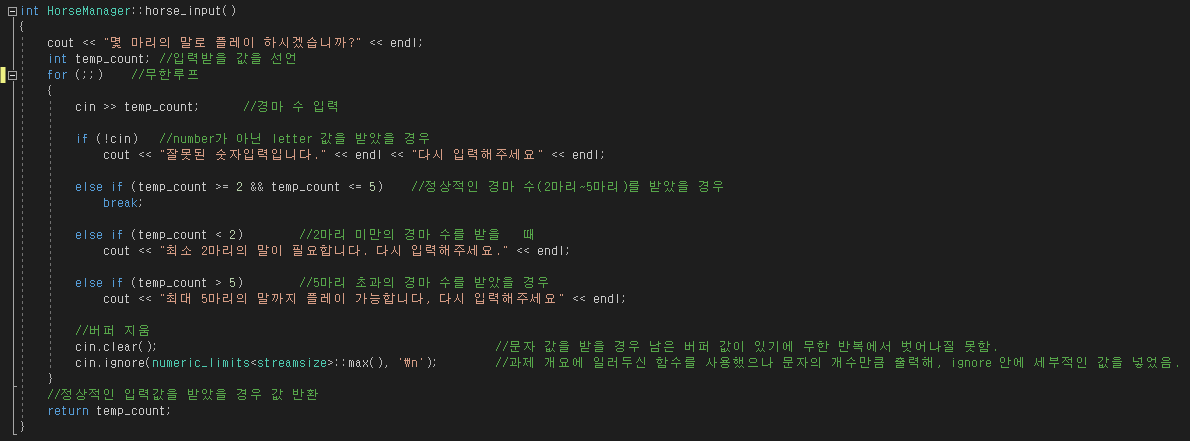 int HorseManager::horse_input()
{
cout << "몇 마리의 말로 플레이 하시겠습니까?" << endl;
int temp_count; //입력받을 값을 선언
for (;;) //무한루프
{
cin >> temp_count; //경마 수 입력
if (!cin) //number가 아닌 letter 값을 받았을 경우
cout << "잘못된 숫자입력입니다." << endl << "다시 입력해주세요" << endl;
else if (temp_count >= 2 && temp_count <= 5) //정상적인 경마 수(2마리~5마리)를 받았을 경우
break;
else if (temp_count < 2) //2마리 미만의 경마 수를 받을 때
cout << "최소 2마리의 말이 필요합니다. 다시 입력해주세요." << endl;
else if (temp_count > 5) //5마리 초과의 경마 수를 받았을 경우
cout << "최대 5마리의 말까지 플레이 가능합니다, 다시 입력해주세요" << endl;
//버퍼 지움
cin.clear(); //문자 값을 받을 경우 남은 버퍼 값이 있기에 무한 반복에서 벗어나질 못함.
cin.ignore(numeric_limits<streamsize>::max(), '₩n'); //과제 개요에 일러두신 함수를 사용했으나 문자의 개수만큼 출력해, ignore 안에 세부적인 값을 넣었음.
}
//정상적인 입력값을 받았을 경우 값 반환
return temp_count;
}